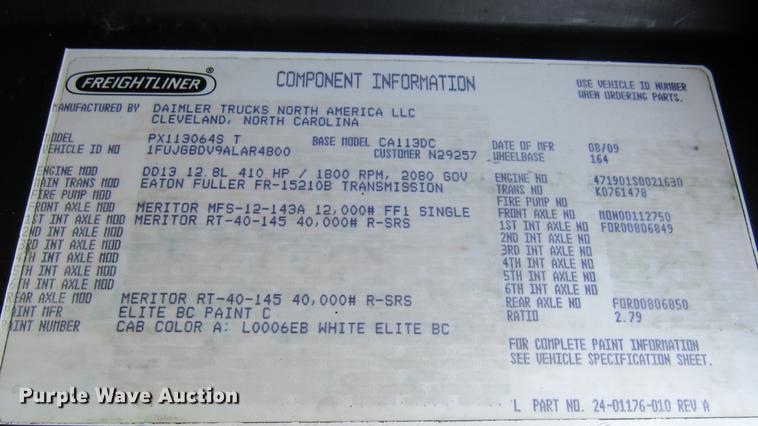 FREIGHTLINER ®
COMPONENT INFORMATION
USE VEHICLE ID NUMBER
WHEN ORDERING PARTS.
MANUFACTURED BY DAIMLER TRUCKS NORTH AMERICA LLC
CLEVELAND, NORTH CAROLINA
MODEL PX113064S T BASE MODEL CA113DC DATE OF MFR 08/09
VEHICLE ID NO 1FUJGBDV9ALAR4800 CUSTOMER N29257 WHEELBASE 164
ENGINE MOD DD13 12.8L 410 HP / 1800 RPM, 2080 GOV ENGINE NO 471901S0021630
MAIN TRANS MOD EATON FULLER FR-15210B TRANSMISSION TRANS NO K0761478
FIRE PUMP MOD FIRE PUMP NO
FRONT AXLE MOD MERITOR MFS-12-143A 12,000# FF1 SINGLE FRONT AXLE NO NON00112750
1ST INT AXLE MOD MERITOR RT-40-145 40,000# R-SRS 1ST INT AXLE NO FOR00806849
2ND INT AXLE MOD 2ND INT AXLE NO
3RD INT AXLE MOD 3RD INT AXLE NO
4TH INT AXLE MOD 4TH INT AXLE NO
5TH INT AXLE MOD 5TH INT AXLE NO
6TH INT AXLE MOD 6TH INT AXLE NO
REAR AXLE MOD MERITOR RT-40-145 40,000# R-SRS REAR AXLE NO FOR00806850
PAINT MFR ELITE BC PAINT C RATIO 2.79
PAINT NUMBER CAB COLOR A: L0006EB WHITE ELITE BC
FOR COMPLETE PAINT INFORMATION
SEE VEHICLE SPECIFICATION SHEET.
L PART NO. 24-01176-010 REV A
Purple Wave Auction